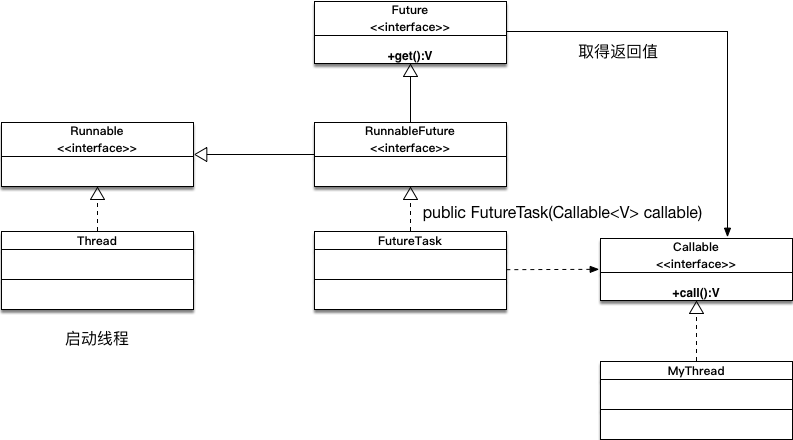 Future
<<interface>>
+get():V
取得返回值
Runnable
<<interface>>
RunnableFuture
<<interface>>
public FutureTask(Callable<V> callable)
Thread
FutureTask
Callable
<<interface>>
+call():V
启动线程
MyThread